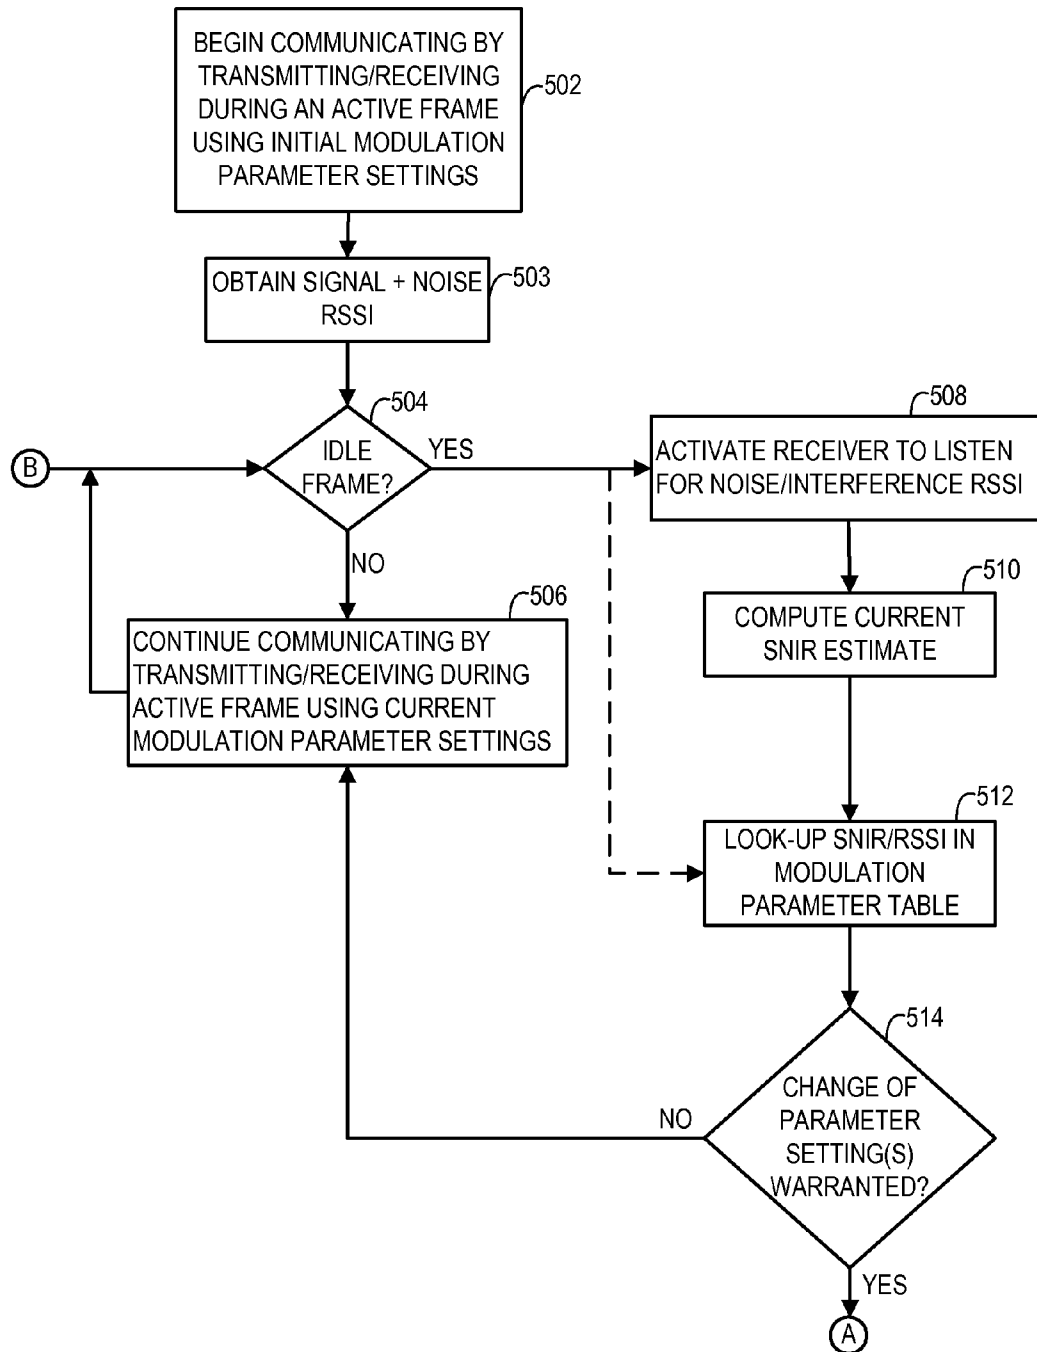 BEGIN COMMUNICATING BY
TRANSMITTING/RECEIVING
DURING AN ACTIVE FRAME
USING INITIAL MODULATION
PARAMETER SETTINGS
502
OBTAIN SIGNAL + NOISE
RSSI
503
504
IDLE
FRAME?
YES
NO
B
508
ACTIVATE RECEIVER TO LISTEN
FOR NOISE/INTERFERENCE RSSI
506
CONTINUE COMMUNICATING BY
TRANSMITTING/RECEIVING DURING
ACTIVE FRAME USING CURRENT
MODULATION PARAMETER SETTINGS
510
COMPUTE CURRENT
SNIR ESTIMATE
512
LOOK-UP SNIR/RSSI IN
MODULATION
PARAMETER TABLE
514
CHANGE OF
PARAMETER
SETTING(S)
WARRANTED?
NO
YES
A